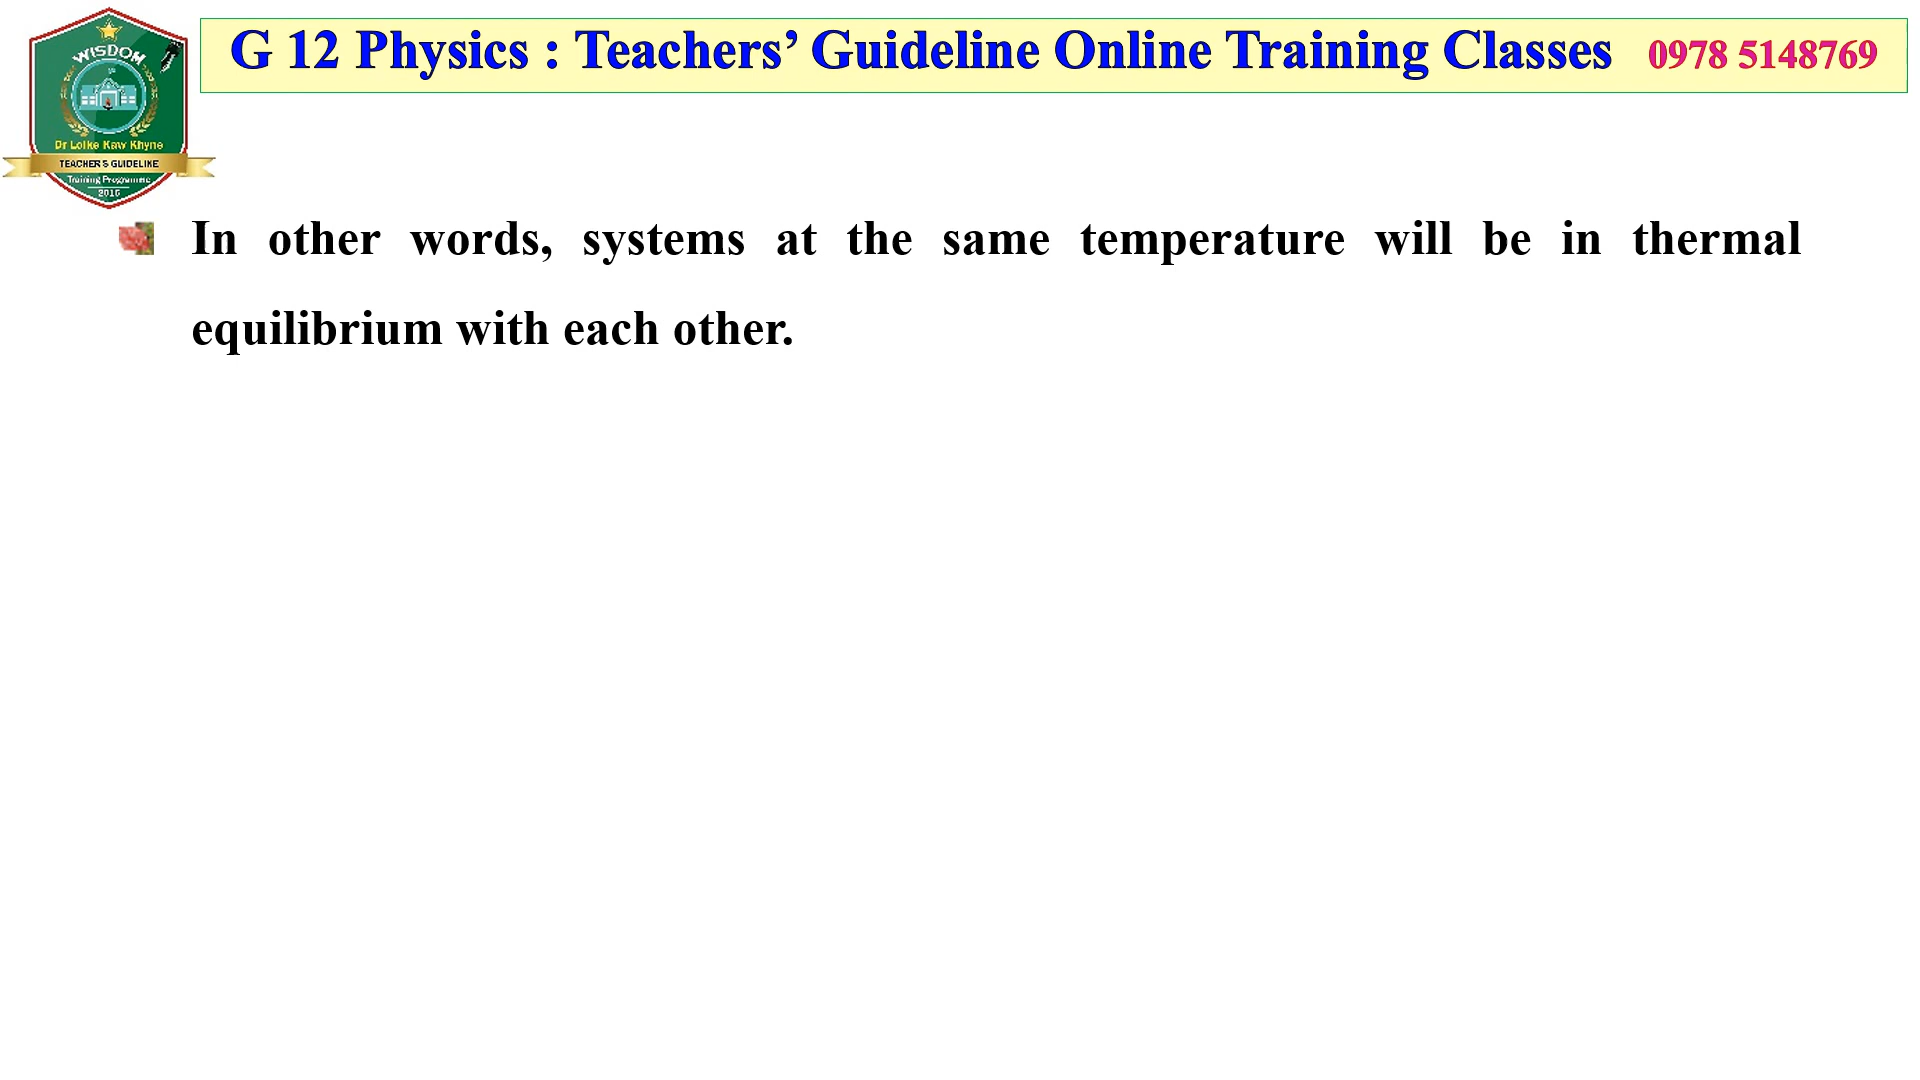 WISDOM
Dr Loike Kaw Khyne
TEACHER'S GUIDELINE
Training Programme
G 12 Physics : Teachers’ Guideline Online Training Classes 0978 5148769
In other words, systems at the same temperature will be in thermal
equilibrium with each other.